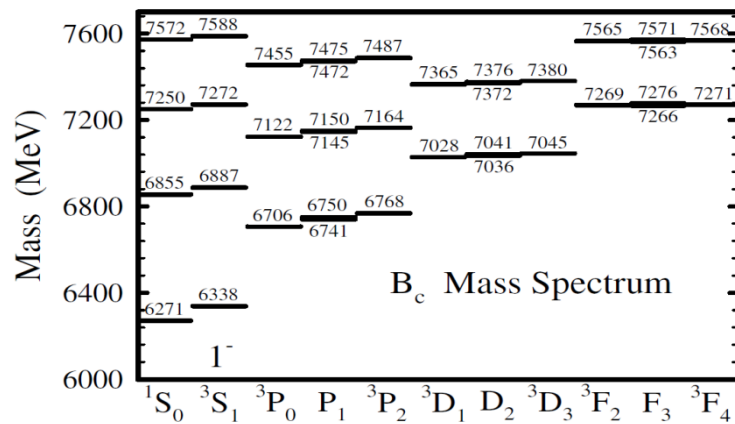 Mass (MeV)
7600
7200
6800
6400
6000
7572 7588
7455 7475 7487
7472
7565 7571 7568
7563
7365 7376 7380
7372
7250 7272
7269 7276 7271
7266
7122 7150 7164
7145
7028 7041 7045
7036
6855 6887
6706 6750 6768
6741
6271 6338
B_c Mass Spectrum
1⁻
¹S₀ ³S₁ ³P₀ P₁ ³P₂ ³D₁ D₂ ³D₃ ³F₂ F₃ ³F₄